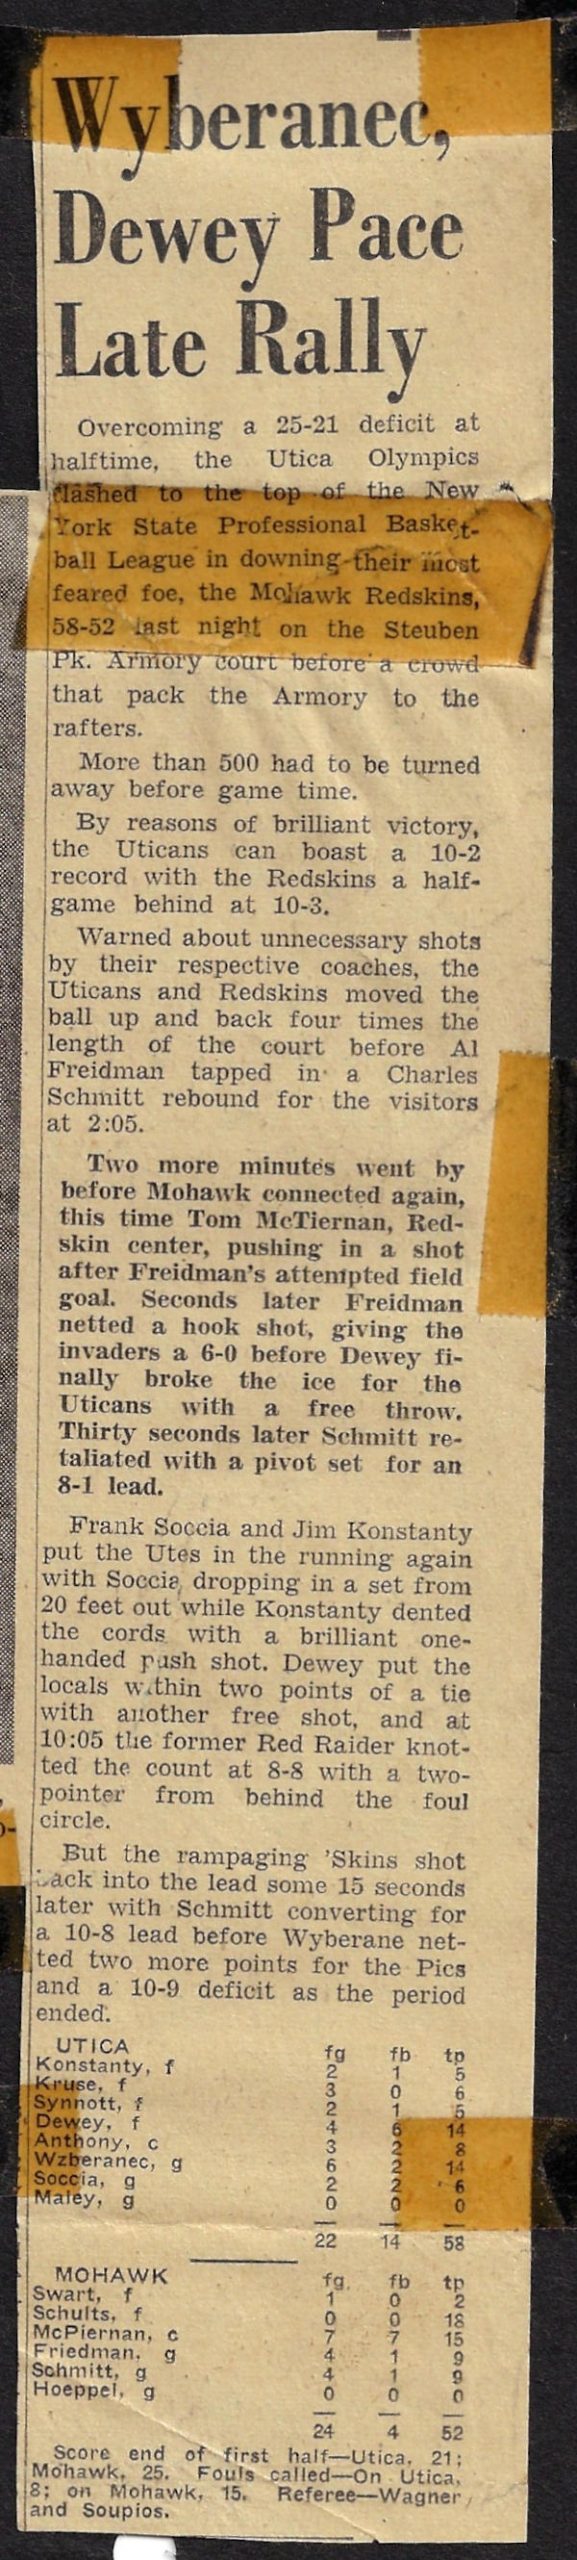 Wyberanec,
Dewey Pace
Late Rally
Overcoming a 25-21 deficit at
halftime, the Utica Olympics
flashed to the top of the New
York State Professional Basket-
ball League in downing their most
feared foe, the Mohawk Redskins,
58-52 last night on the Steuben
Pk. Armory court before a crowd
that pack the Armory to the
rafters.
More than 500 had to be turned
away before game time.
By reasons of brilliant victory,
the Uticans can boast a 10-2
record with the Redskins a half-
game behind at 10-3.
Warned about unnecessary shots
by their respective coaches, the
Uticans and Redskins moved the
ball up and back four times the
length of the court before Al
Freidman tapped in a Charles
Schmitt rebound for the visitors
at 2:05.
Two more minutes went by
before Mohawk connected again,
this time Tom McTiernan, Red-
skin center, pushing in a shot
after Freidman's attempted field
goal. Seconds later Freidman
netted a hook shot, giving the
invaders a 6-0 before Dewey fi-
nally broke the ice for the
Uticans with a free throw.
Thirty seconds later Schmitt re-
taliated with a pivot set for an
8-1 lead.
Frank Soccia and Jim Konstanty
put the Utes in the running again
with Soccia dropping in a set from
20 feet out while Konstanty dented
the cords with a brilliant one-
handed push shot. Dewey put the
locals within two points of a tie
with another free shot, and at
10:05 the former Red Raider knot-
ted the count at 8-8 with a two-
pointer from behind the foul
circle.
But the rampaging 'Skins shot
back into the lead some 15 seconds
later with Schmitt converting for
a 10-8 lead before Wyberane net-
ted two more points for the Pics
and a 10-9 deficit as the period
ended.
UTICA fg fb tp
Konstanty, f 2 1 5
Kruse, f 3 0 6
Synnott, f 2 1 5
Dewey, f 4 6 14
Anthony, c 3 2 8
Wzberanec, g 6 2 14
Soccia, g 2 2 6
Maley, g 0 0 0
22 14 58
MOHAWK fg. fb tp
Swart, f 1 0 2
Schults, f 0 0 18
McPiernan, c 7 7 15
Friedman, g 4 1 9
Schmitt, g 4 1 9
Hoeppel, g 0 0 0
24 4 52
Score end of first half—Utica, 21;
Mohawk, 25. Fouls called—On Utica,
8; on Mohawk, 15. Referee—Wagner
and Soupios.